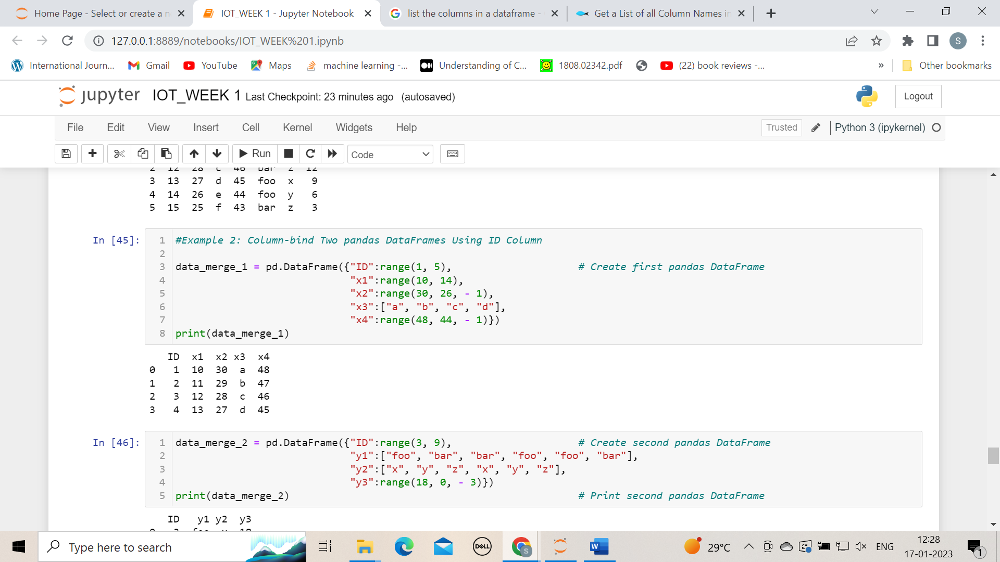 Home Page - Select or create a n
IOT_WEEK 1 - Jupyter Notebook
list the columns in a dataframe -
Get a List of all Column Names in
127.0.0.1:8889/notebooks/IOT_WEEK%201.ipynb
S
International Journ...
Gmail
YouTube
Maps
machine learning -...
Understanding of C...
1808.02342.pdf
(22) book reviews -...
»
Other bookmarks
jupyter IOT_WEEK 1 Last Checkpoint: 23 minutes ago (autosaved)
Logout
File Edit View Insert Cell Kernel Widgets Help
Trusted
Python 3 (ipykernel)
Run
Code
2 12 28 c 46 bar z 12
3 13 27 d 45 foo x 9
4 14 26 e 44 foo y 6
5 15 25 f 43 bar z 3
In [45]:
1 #Example 2: Column-bind Two pandas DataFrames Using ID Column
2
3 data_merge_1 = pd.DataFrame({"ID":range(1, 5), # Create first pandas DataFrame
4 "x1":range(10, 14),
5 "x2":range(30, 26, - 1),
6 "x3":["a", "b", "c", "d"],
7 "x4":range(48, 44, - 1)})
8 print(data_merge_1)
ID x1 x2 x3 x4
0 1 10 30 a 48
1 2 11 29 b 47
2 3 12 28 c 46
3 4 13 27 d 45
In [46]:
1 data_merge_2 = pd.DataFrame({"ID":range(3, 9), # Create second pandas DataFrame
2 "y1":["foo", "bar", "bar", "foo", "foo", "bar"],
3 "y2":["x", "y", "z", "x", "y", "z"],
4 "y3":range(18, 0, - 3)})
5 print(data_merge_2) # Print second pandas DataFrame
ID y1 y2 y3
Type here to search
DELL
S
W
29°C
ENG
12:28
17-01-2023
1